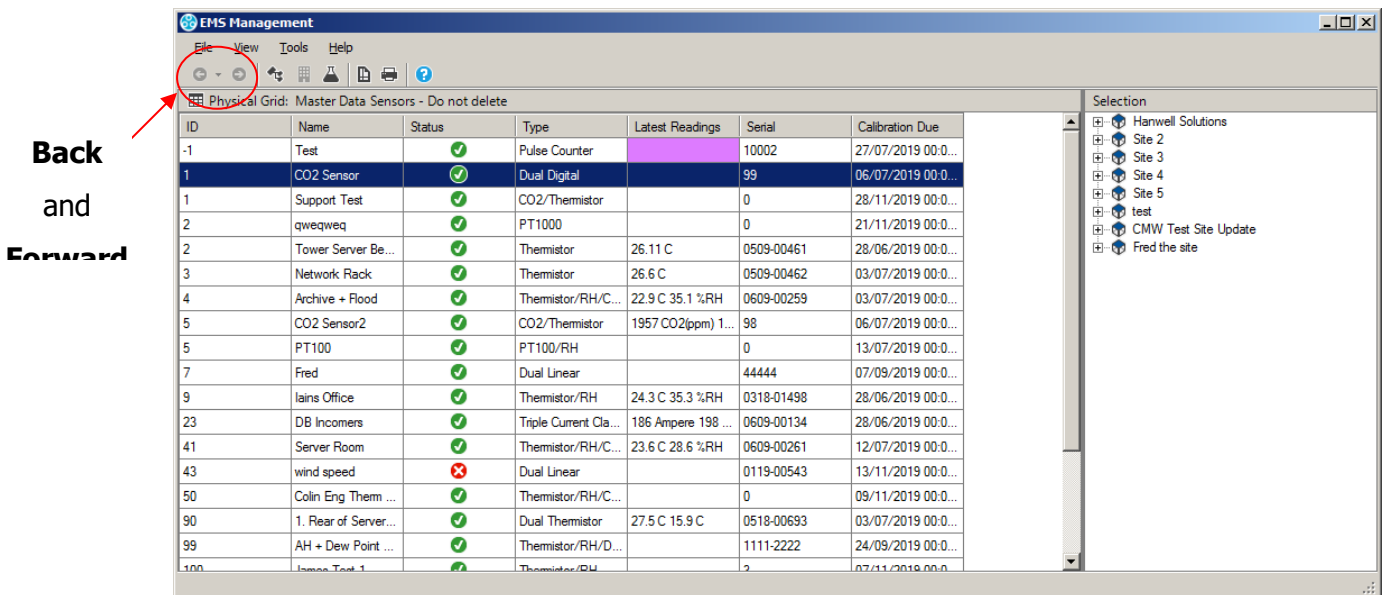 EMS Management
File View Tools Help
Physical Grid: Master Data Sensors - Do not delete
Selection
Back
and
Forward
ID Name Status Type Latest Readings Serial Calibration Due
-1 Test Pulse Counter 10002 27/07/2019 00:0...
1 CO2 Sensor Dual Digital 99 06/07/2019 00:0...
1 Support Test CO2/Thermistor 0 28/11/2019 00:0...
2 qweqweq PT1000 0 21/11/2019 00:0...
2 Tower Server Be... Thermistor 26.11 C 0509-00461 28/06/2019 00:0...
3 Network Rack Thermistor 26.6 C 0509-00462 03/07/2019 00:0...
4 Archive + Flood Thermistor/RH/C... 22.9 C 35.1 %RH 0609-00259 03/07/2019 00:0...
5 CO2 Sensor2 CO2/Thermistor 1957 CO2(ppm) 1... 98 06/07/2019 00:0...
5 PT100 PT100/RH 0 13/07/2019 00:0...
7 Fred Dual Linear 44444 07/09/2019 00:0...
9 Iains Office Thermistor/RH 24.3 C 35.3 %RH 0318-01498 28/06/2019 00:0...
23 DB Incomers Triple Current Cla... 186 Ampere 198 ... 0609-00134 28/06/2019 00:0...
41 Server Room Thermistor/RH/C... 23.6 C 28.6 %RH 0609-00261 12/07/2019 00:0...
43 wind speed Dual Linear 0119-00543 13/11/2019 00:0...
50 Colin Eng Therm ... Thermistor/RH/C... 0 09/11/2019 00:0...
90 1. Rear of Server... Dual Thermistor 27.5 C 15.9 C 0518-00693 03/07/2019 00:0...
99 AH + Dew Point ... Thermistor/RH/D... 1111-2222 24/09/2019 00:0...
100 James Test 1 Thermistor/RH 07/11/2019 00:0...
Hanwell Solutions
Site 2
Site 3
Site 4
Site 5
test
CMW Test Site Update
Fred the site